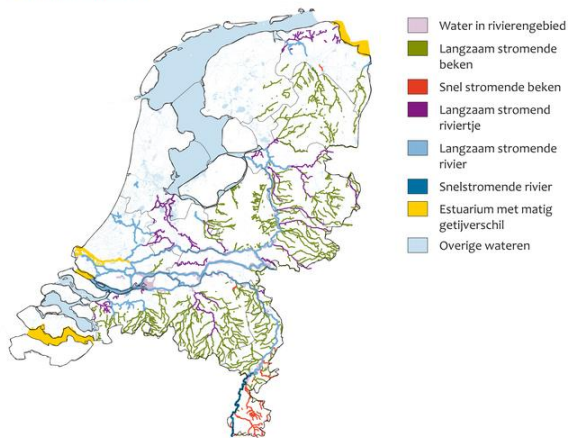 Water in rivierengebied
Langzaam stromende
beken
Snel stromende beken
Langzaam stromend
riviertje
Langzaam stromende
rivier
Snelstromende rivier
Estuarium met matig
getijverschil
Overige wateren